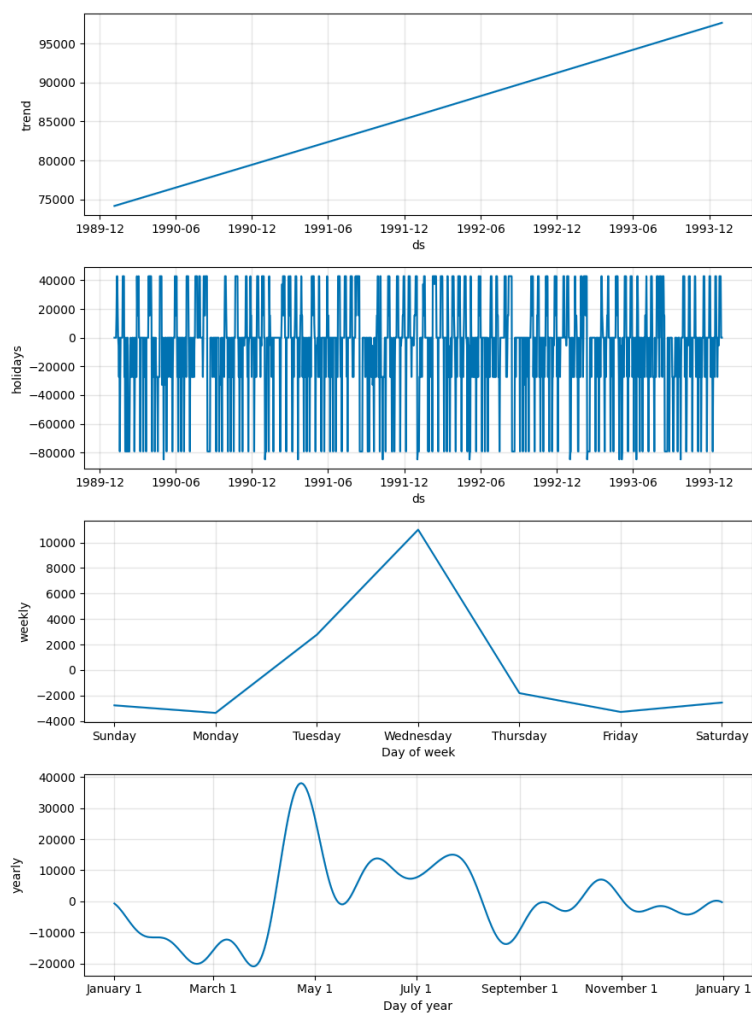 95000
90000
85000
80000
75000
trend
1989-12 1990-06 1990-12 1991-06 1991-12 1992-06 1992-12 1993-06 1993-12
ds
40000
20000
0
−20000
−40000
−60000
−80000
holidays
1989-12 1990-06 1990-12 1991-06 1991-12 1992-06 1992-12 1993-06 1993-12
ds
10000
8000
6000
4000
2000
0
−2000
−4000
weekly
Sunday Monday Tuesday Wednesday Thursday Friday Saturday
Day of week
40000
30000
20000
10000
0
−10000
−20000
yearly
January 1 March 1 May 1 July 1 September 1 November 1 January 1
Day of year